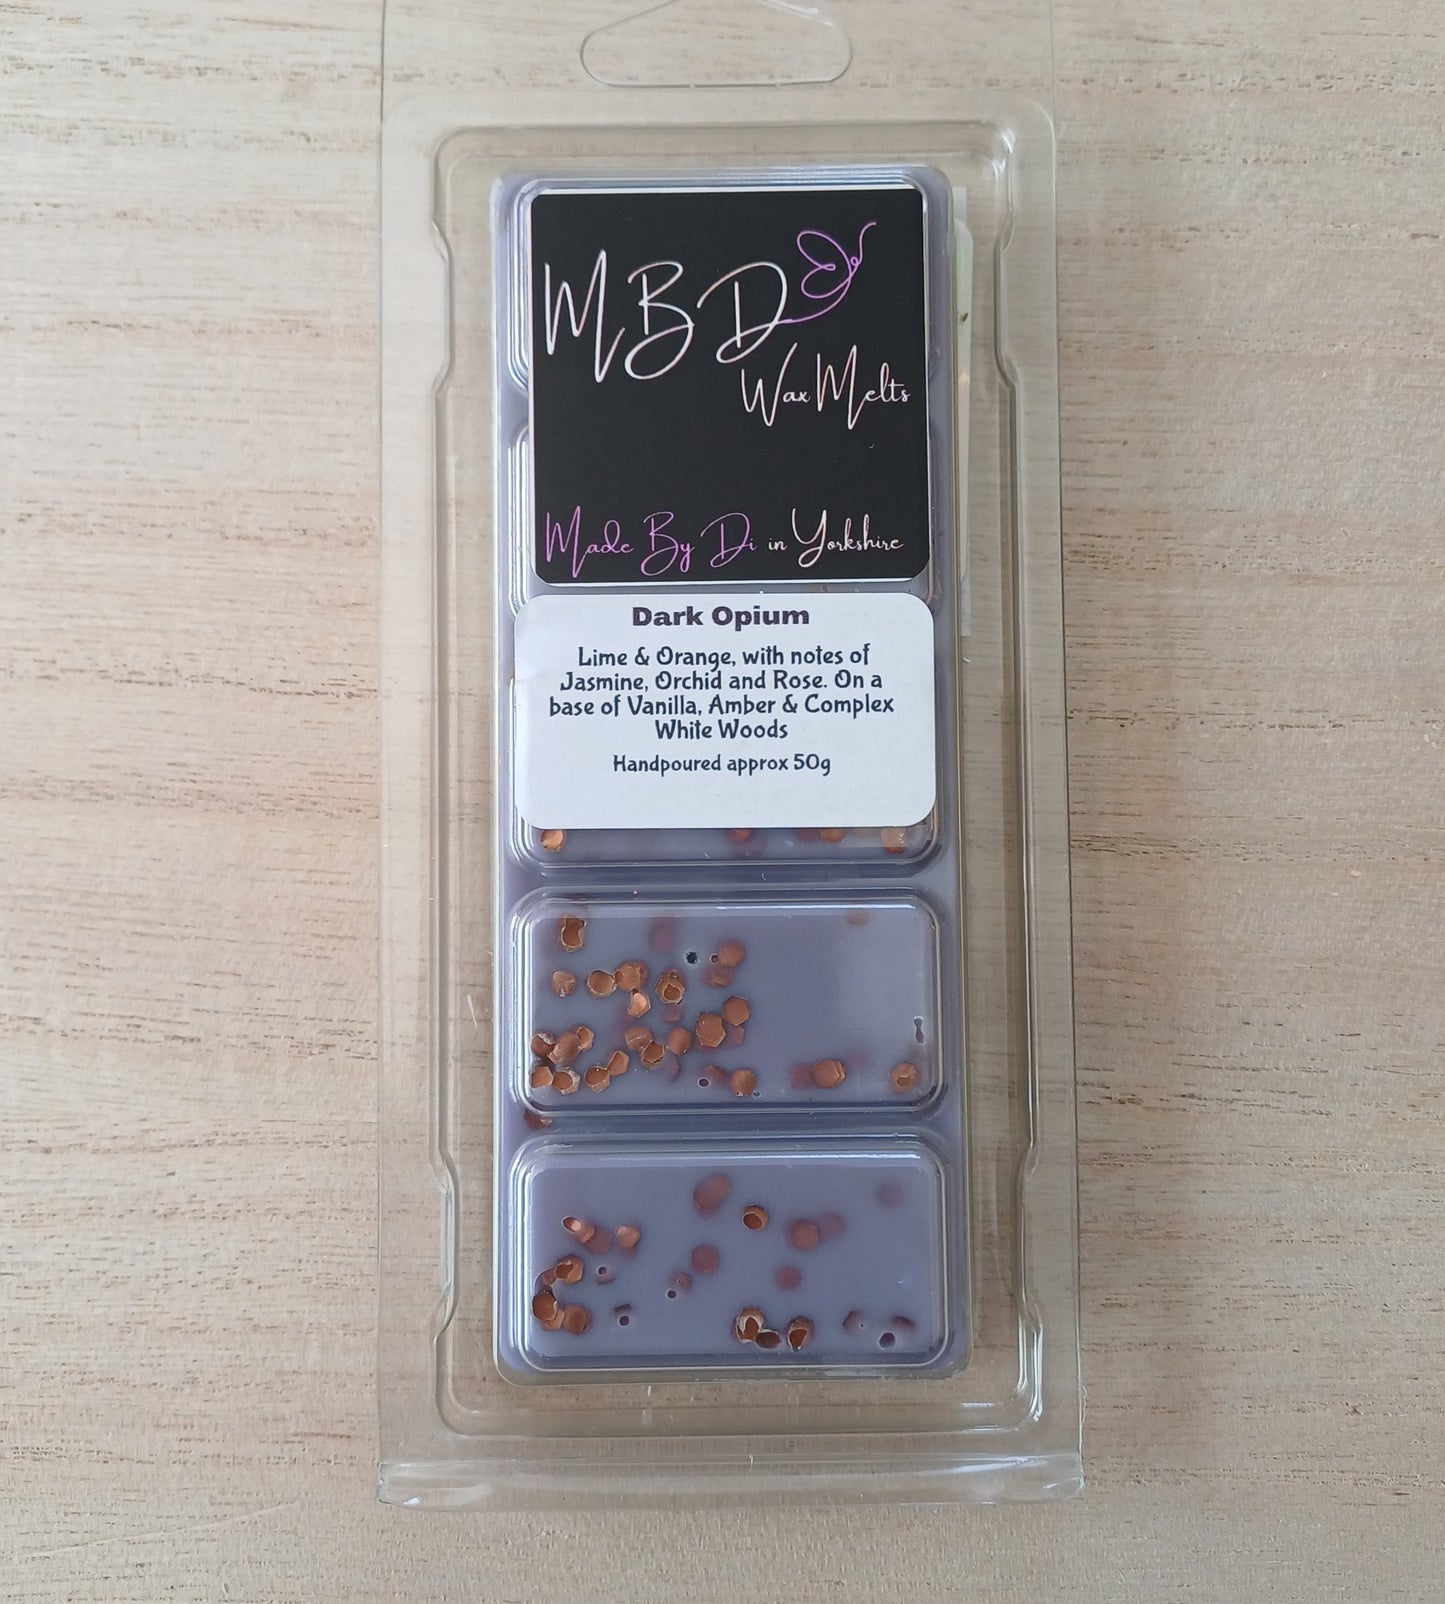 MBD
Wax Melts
Made By Di in Yorkshire
Dark Opium
Lime & Orange, with notes of
Jasmine, Orchid and Rose. On a
base of Vanilla, Amber & Complex
White Woods
Handpoured approx 50g